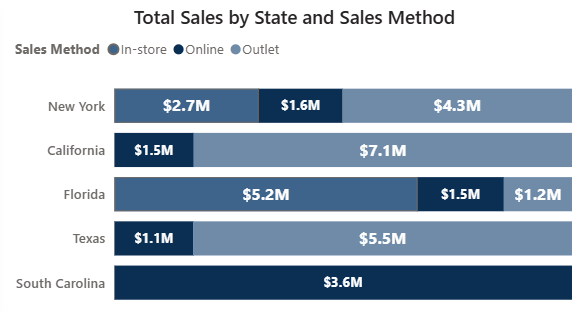 Total Sales by State and Sales Method
Sales Method In-store Online Outlet
New York $2.7M $1.6M $4.3M
California $1.5M $7.1M
Florida $5.2M $1.5M $1.2M
Texas $1.1M $5.5M
South Carolina $3.6M